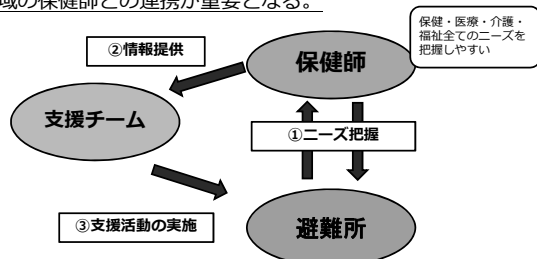 域の保健師との連携が重要となる。
保健・医療・介護・
福祉全てのニーズを
把握しやすい
②情報提供
保健師
支援チーム
①ニーズ把握
③支援活動の実施
避難所